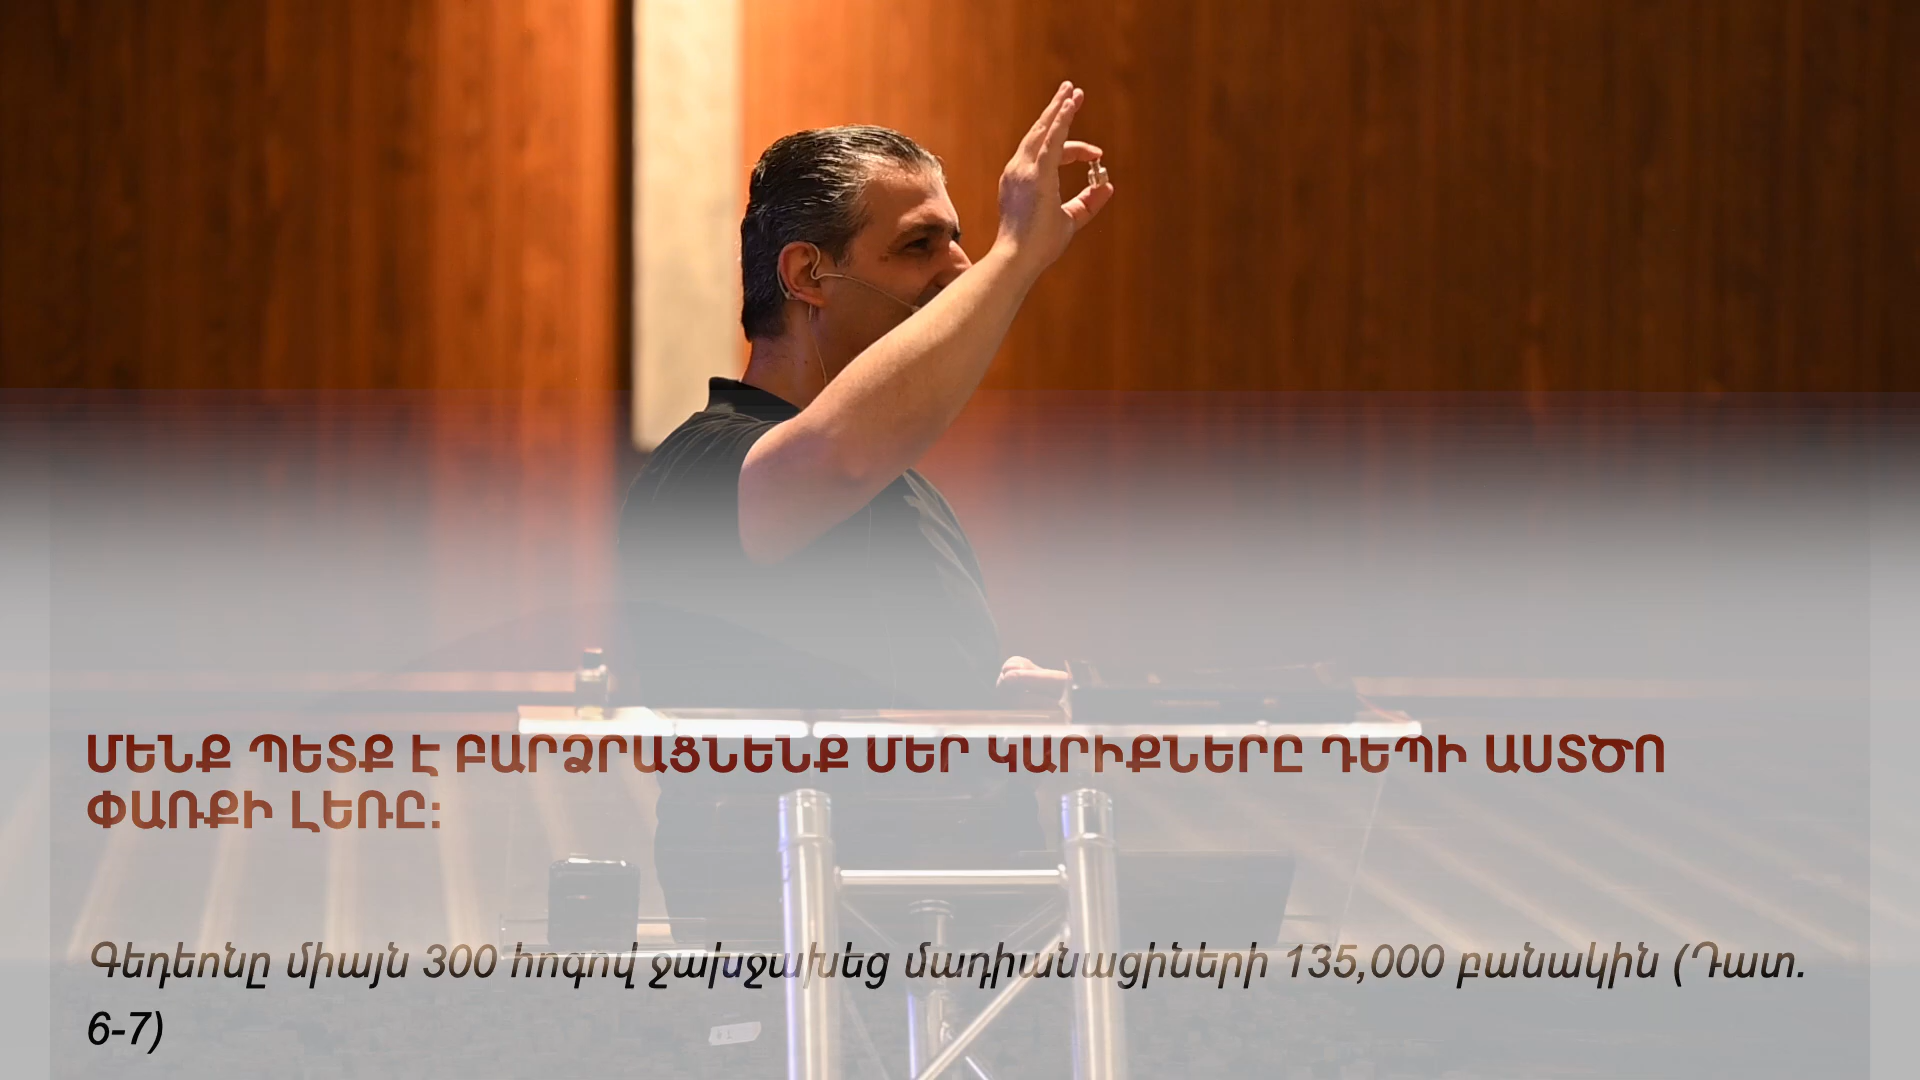 ՄԵՆՔ ՊԵՏՔ Է ԲԱՐՁՐԱՑՆԵՆՔ ՄԵՐ ԿԱՐԻՔՆԵՐԸ ԴԵՊԻ ԱՍՏԾՈ
ՓԱՌՔԻ ԼԵՌԸ։
Գեդեոնը միայն 300 հոգով ջախջախեց մադիանացիների 135,000 բանակին (Դատ.
6-7)